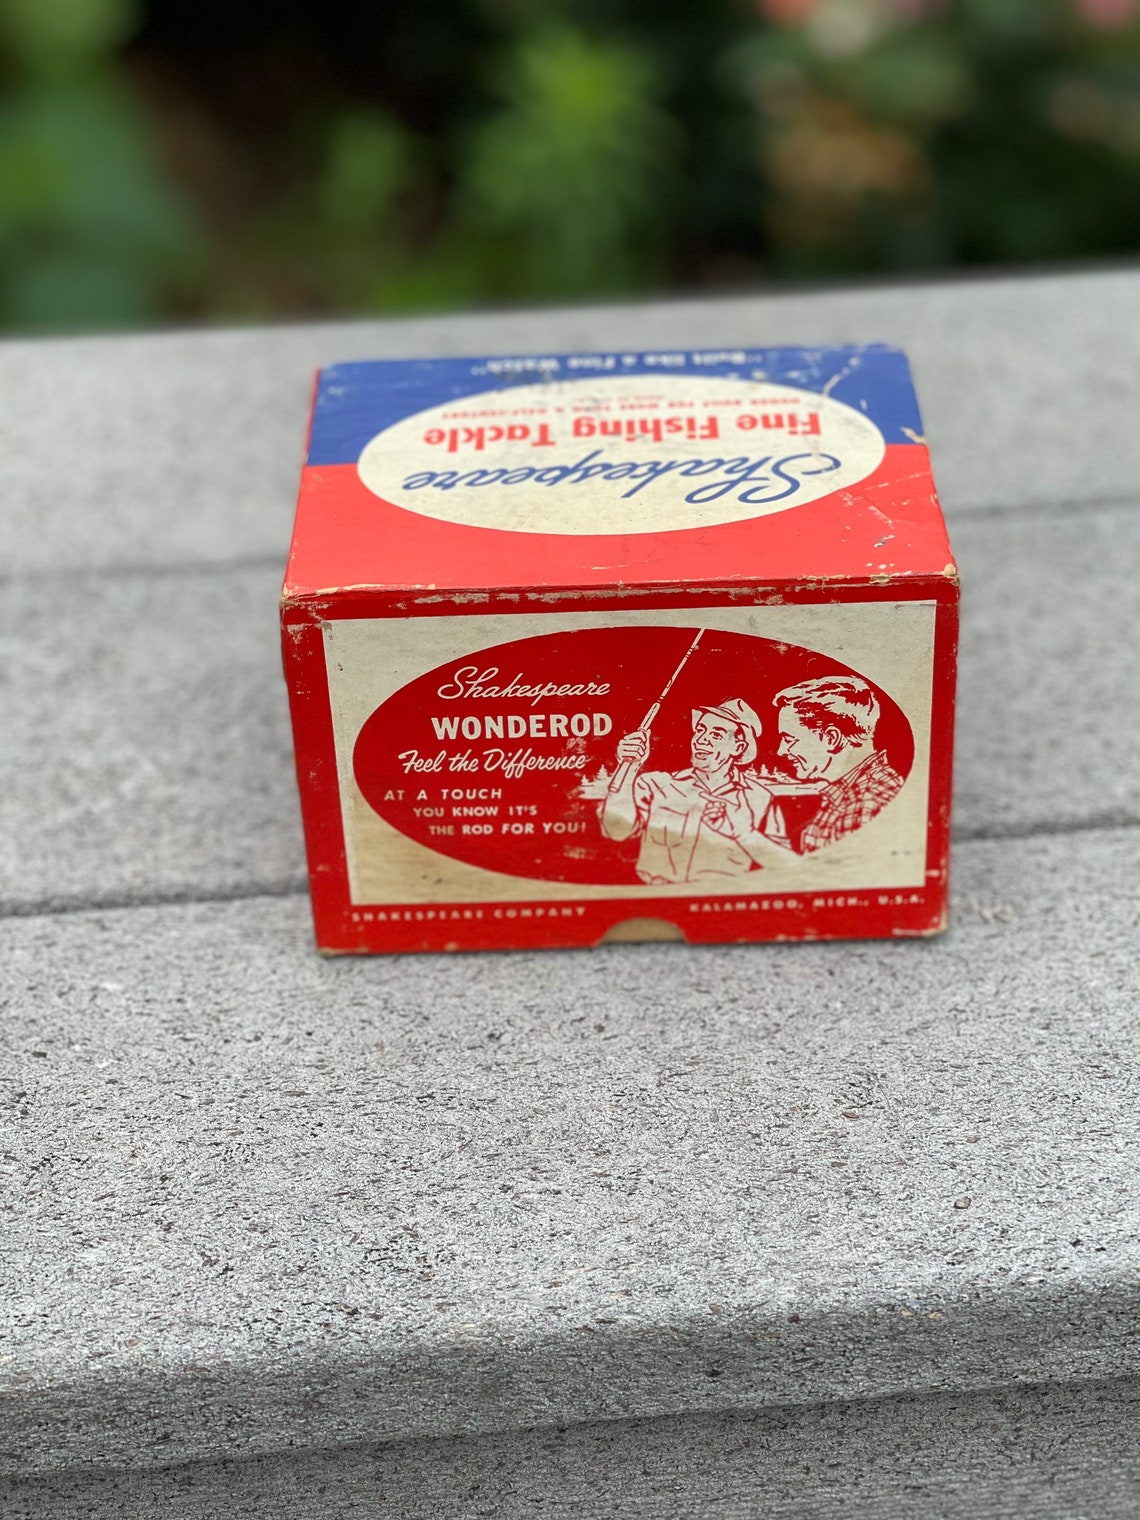 "Built like a Fine Watch"
Shakespeare
Fine Fishing Tackle
Shakespeare
WONDEROD
Feel the Difference
AT A TOUCH
YOU KNOW IT'S
THE ROD FOR YOU!
SHAKESPEARE COMPANY KALAMAZOO, MICH., U.S.A.